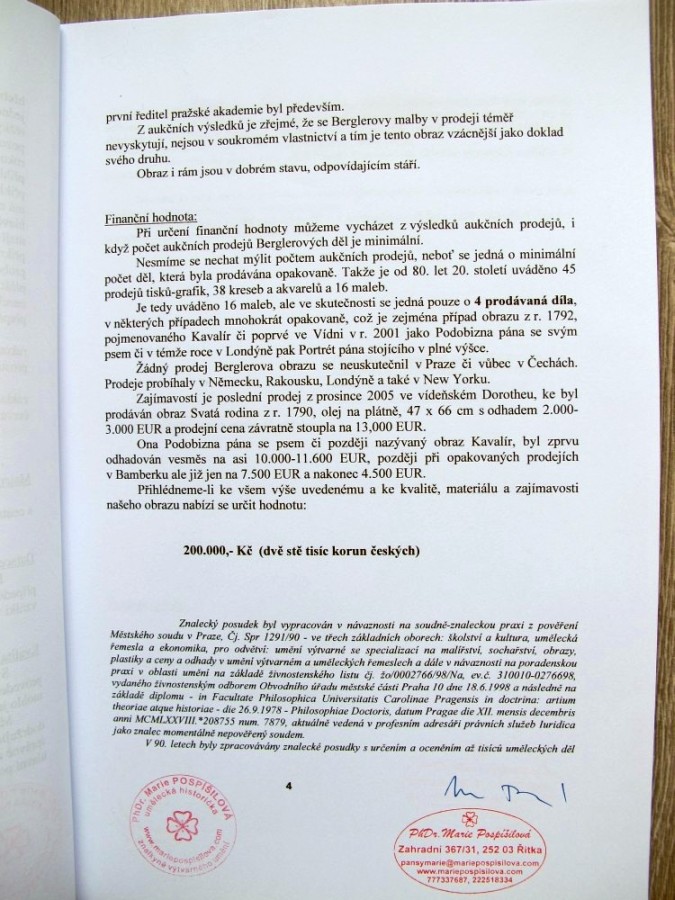 první ředitel pražské akademie byl především.
Z aukčních výsledků je zřejmé, že se Berglerovy malby v prodeji téměř
nevyskytují, nejsou v soukromém vlastnictví a tím je tento obraz vzácnější jako doklad
svého druhu.
Obraz i rám jsou v dobrém stavu, odpovídajícím stáří.
Finanční hodnota:
Při určení finanční hodnoty můžeme vycházet z výsledků aukčních prodejů, i
když počet aukčních prodejů Berglerových děl je minimální.
Nesmíme se nechat mýlit počtem aukčních prodejů, neboť se jedná o minimální
počet děl, která byla prodávána opakovaně. Takže je od 80. let 20. století uváděno 45
prodejů tisků-grafik, 38 kreseb a akvarelů a 16 maleb.
Je tedy uváděno 16 maleb, ale ve skutečnosti se jedná pouze o 4 prodávaná díla,
v některých případech mnohokrát opakovaně, což je zejména případ obrazu z r. 1792,
pojmenovaného Kavalír či poprvé ve Vídni v r. 2001 jako Podobizna pána se svým
psem či v témže roce v Londýně pak Portrét pána stojícího v plné výšce.
Žádný prodej Berglerova obrazu se neuskutečnil v Praze či vůbec v Čechách.
Prodeje probíhaly v Německu, Rakousku, Londýně a také v New Yorku.
Zajímavostí je poslední prodej z prosince 2005 ve vídeňském Dorotheu, ke byl
prodáván obraz Svatá rodina z r. 1790, olej na plátně, 47 x 66 cm s odhadem 2.000-
3.000 EUR a prodejní cena závratně stoupla na 13,000 EUR.
Ona Podobizna pána se psem či později nazývaný obraz Kavalír, byl zprvu
odhadován vesměs na asi 10.000-11.600 EUR, později při opakovaných prodejích
v Bamberku ale již jen na 7.500 EUR a nakonec 4.500 EUR.
Přihlédneme-li ke všem výše uvedenému a ke kvalitě, materiálu a zajímavosti
našeho obrazu nabízí se určit hodnotu:
200.000,- Kč (dvě stě tisíc korun českých)
Znalecký posudek byl vypracován v návaznosti na soudně-znaleckou praxi z pověření
Městského soudu v Praze, Čj. Spr 1291/90 - ve třech základních oborech: školství a kultura, umělecká
řemesla a ekonomika, pro odvětví: umění výtvarné se specializací na malířství, sochařství, obrazy,
plastiky a ceny a odhady v umění výtvarném a uměleckých řemeslech a dále v návaznosti na poradenskou
praxi v oblasti umění na základě živnostenského listu čj. žo/0002766/98/Na, ev.č. 310010-0276698,
vydaného živnostenským odborem Obvodního úřadu městské části Praha 10 dne 18.6.1998 a následně na
základě diplomu - in Facultate Philosophica Universitatis Carolinae Pragensis in doctrina: artium
theoriae atque historiae - die 26.9.1978 - Philosophiae Doctoris, datum Pragae die XII. mensis decembris
anni MCMLXXVIII.*208755 num. 7879, aktuálně vedená v profesním adresáři právních služeb Iuridica
jako znalec momentálně nepověřený soudem.
V 90. letech byly zpracovávány znalecké posudky s určením a oceněním až tisíců uměleckých děl
4
PhDr. Marie POSPÍŠILOVÁ
umělecká historička
www.mariepospisilova.com
znalkyně výtvarného umění
PhDr. Marie Pospíšilová
Zahradní 367/31, 252 03 Řitka
pansymarie@mariepospisilova.com
www.mariepospisilova.com
777337687, 222518334